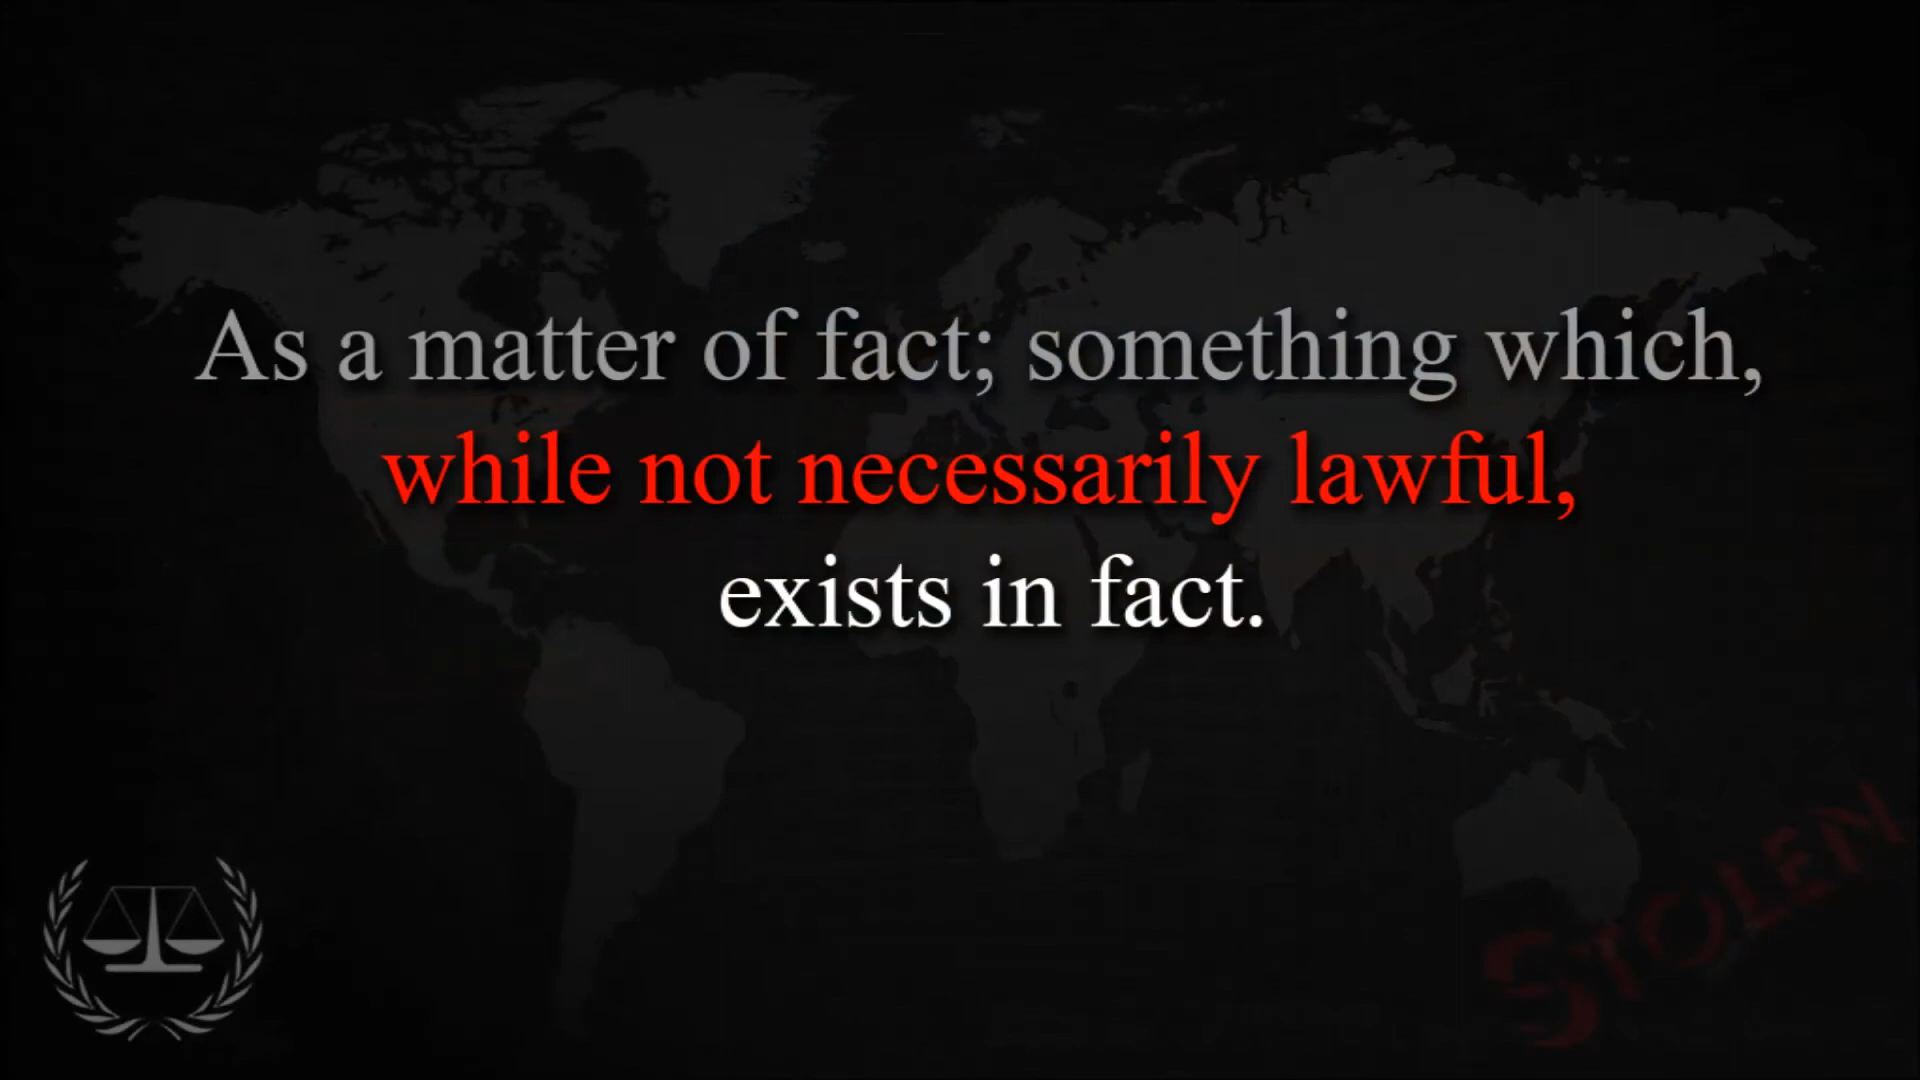 As a matter of fact; something which,
while not necessarily lawful,
exists in fact.
STOLEN